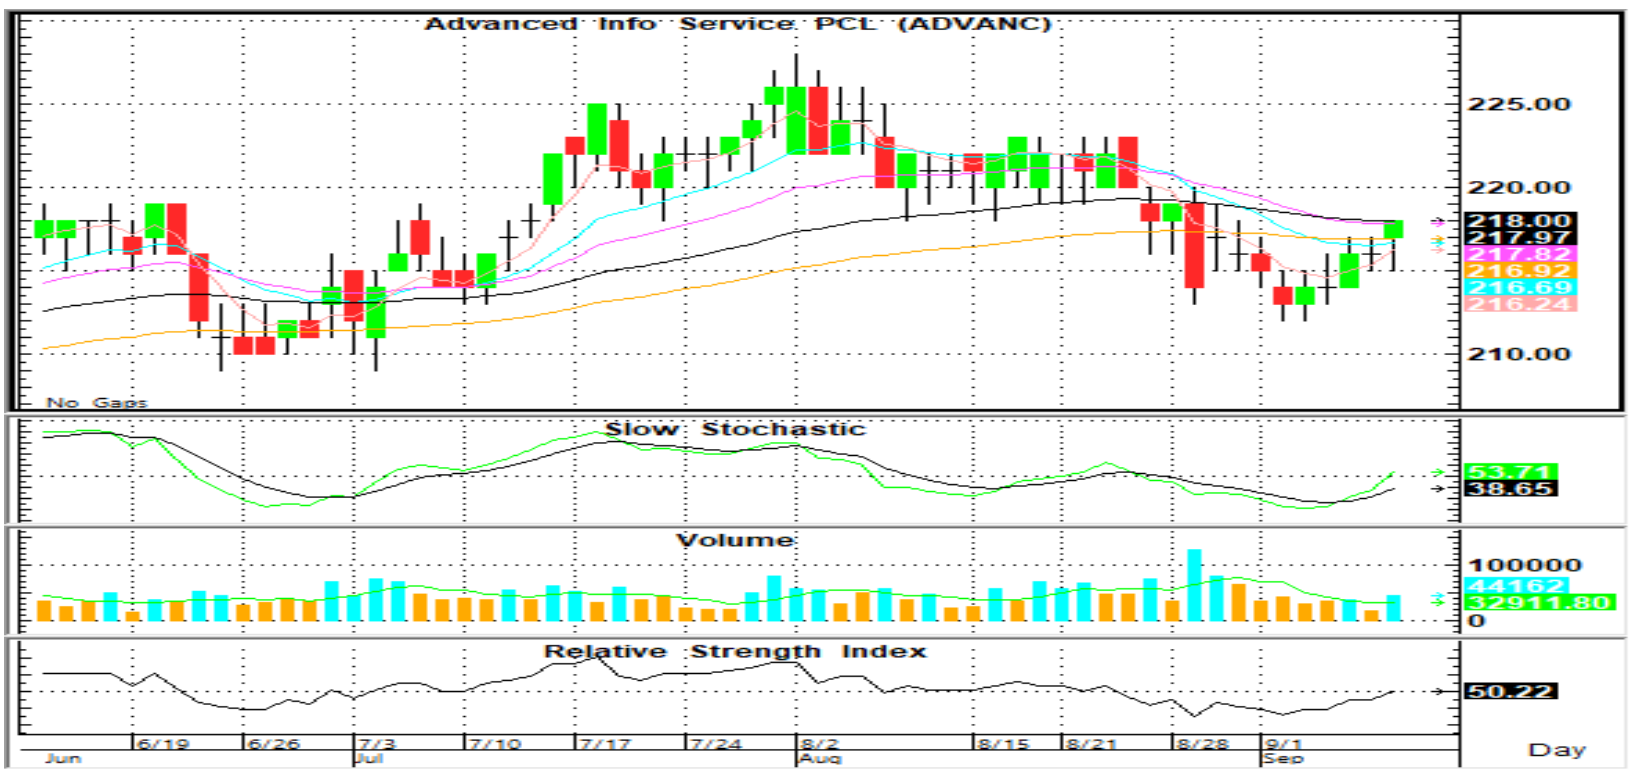 Advanced Info Service PCL (ADVANC)
225.00
220.00
218.00
217.97
217.82
216.92
216.69
216.24
210.00
No Gaps
Slow Stochastic
53.71
38.65
Volume
100000
44162
32911.80
0
Relative Strength Index
50.22
6/19 6/26 7/3 7/10 7/17 7/24 8/2 8/15 8/21 8/28 9/1
Jun Jul Aug Sep Day